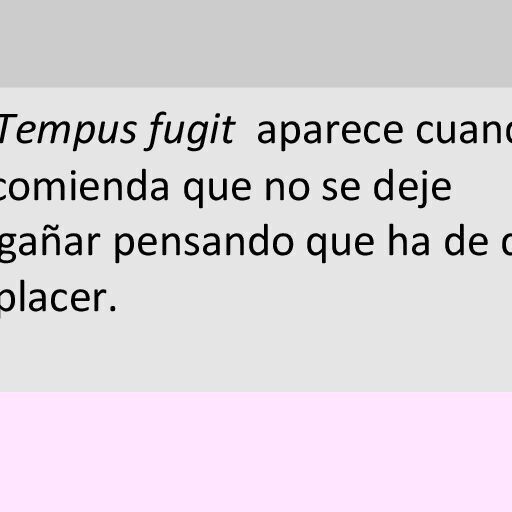 Tempus fugit aparece cuand
comienda que no se deje
gañar pensando que ha de d
placer.